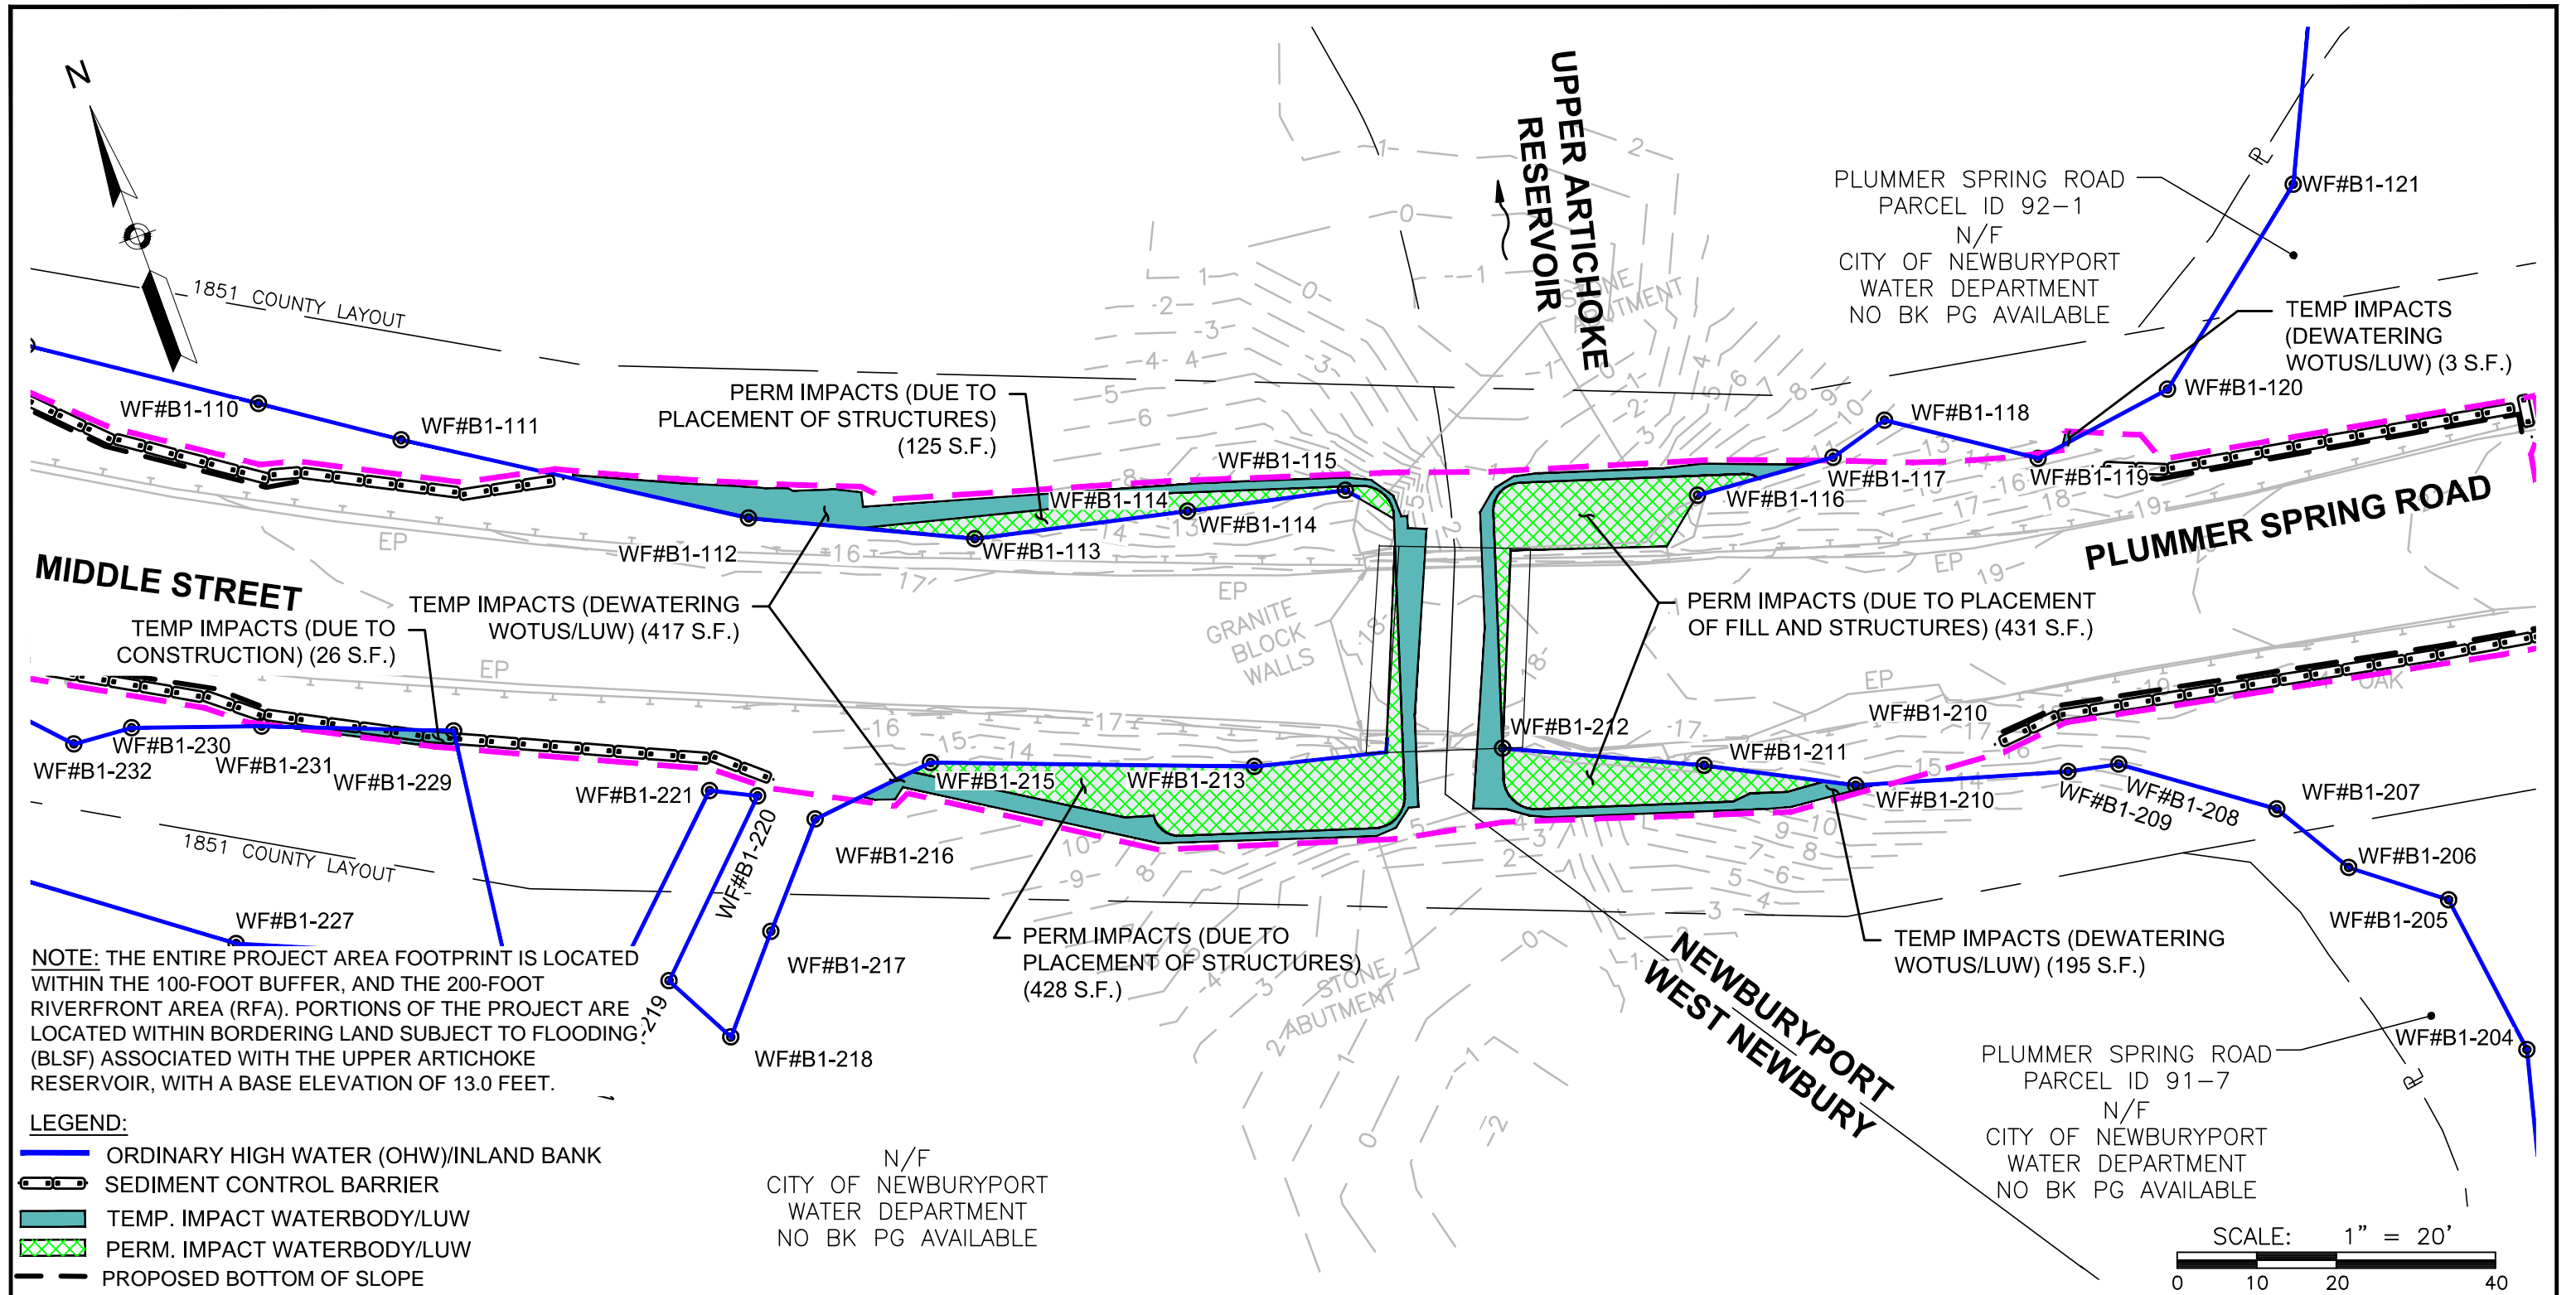 N
1851 COUNTY LAYOUT
UPPER ARTICHOKE
RESERVOIR
PLUMMER SPRING ROAD
PARCEL ID 92-1
N/F
CITY OF NEWBURYPORT
WATER DEPARTMENT
NO BK PG AVAILABLE
PL
WF#B1-121
TEMP IMPACTS
(DEWATERING
WOTUS/LUW) (3 S.F.)
WF#B1-120
WF#B1-110
WF#B1-111
PERM IMPACTS (DUE TO
PLACEMENT OF STRUCTURES)
(125 S.F.)
WF#B1-115
WF#B1-114
WF#B1-114
WF#B1-113
WF#B1-112
WF#B1-116
WF#B1-117
WF#B1-118
WF#B1-119
STONE
ABUTMENT
EP
EP
EP
MIDDLE STREET
PLUMMER SPRING ROAD
TEMP IMPACTS (DEWATERING
WOTUS/LUW) (417 S.F.)
TEMP IMPACTS (DUE TO
CONSTRUCTION) (26 S.F.)
GRANITE
BLOCK
WALLS
PERM IMPACTS (DUE TO PLACEMENT
OF FILL AND STRUCTURES) (431 S.F.)
EP
EP
OAK
WF#B1-232
WF#B1-230
WF#B1-231
WF#B1-229
WF#B1-221
WF#B1-220
WF#B1-215
WF#B1-213
WF#B1-212
WF#B1-211
WF#B1-210
WF#B1-210
WF#B1-209
WF#B1-208
WF#B1-207
WF#B1-206
WF#B1-205
WF#B1-204
WF#B1-216
WF#B1-217
WF#B1-218
-219
WF#B1-227
1851 COUNTY LAYOUT
PERM IMPACTS (DUE TO
PLACEMENT OF STRUCTURES)
(428 S.F.)
STONE
ABUTMENT
TEMP IMPACTS (DEWATERING
WOTUS/LUW) (195 S.F.)
NEWBURYPORT
WEST NEWBURY
PLUMMER SPRING ROAD
PARCEL ID 91-7
N/F
CITY OF NEWBURYPORT
WATER DEPARTMENT
NO BK PG AVAILABLE
PL
NOTE: THE ENTIRE PROJECT AREA FOOTPRINT IS LOCATED
WITHIN THE 100-FOOT BUFFER, AND THE 200-FOOT
RIVERFRONT AREA (RFA). PORTIONS OF THE PROJECT ARE
LOCATED WITHIN BORDERING LAND SUBJECT TO FLOODING
(BLSF) ASSOCIATED WITH THE UPPER ARTICHOKE
RESERVOIR, WITH A BASE ELEVATION OF 13.0 FEET.
LEGEND:
ORDINARY HIGH WATER (OHW)/INLAND BANK
SEDIMENT CONTROL BARRIER
TEMP. IMPACT WATERBODY/LUW
PERM. IMPACT WATERBODY/LUW
PROPOSED BOTTOM OF SLOPE
N/F
CITY OF NEWBURYPORT
WATER DEPARTMENT
NO BK PG AVAILABLE
SCALE: 1" = 20'
0 10 20 40